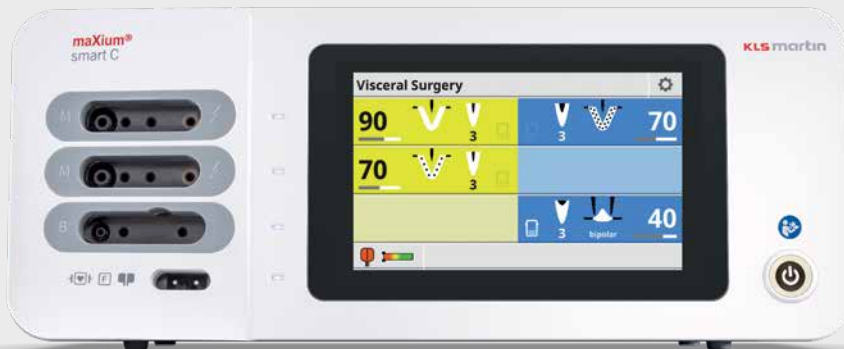 maXium®
smart C
KLS martin
Visceral Surgery
90
3
3
70
70
3
3
bipolar
40
M
M
B
F